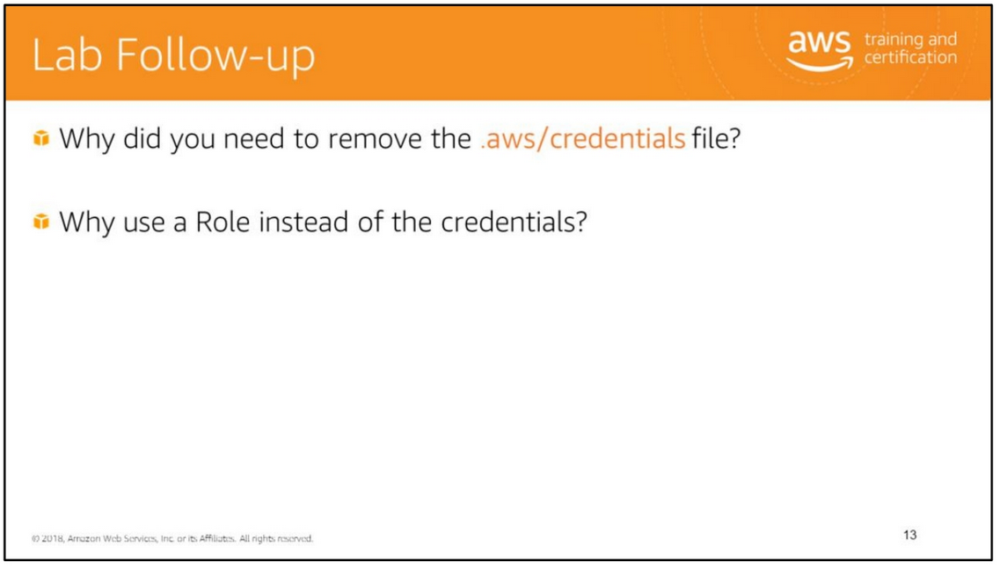 Lab Follow-up
aws training and
certification
Why did you need to remove the .aws/credentials file?
Why use a Role instead of the credentials?
© 2018, Amazon Web Services, Inc. or its Affiliates. All rights reserved.
13